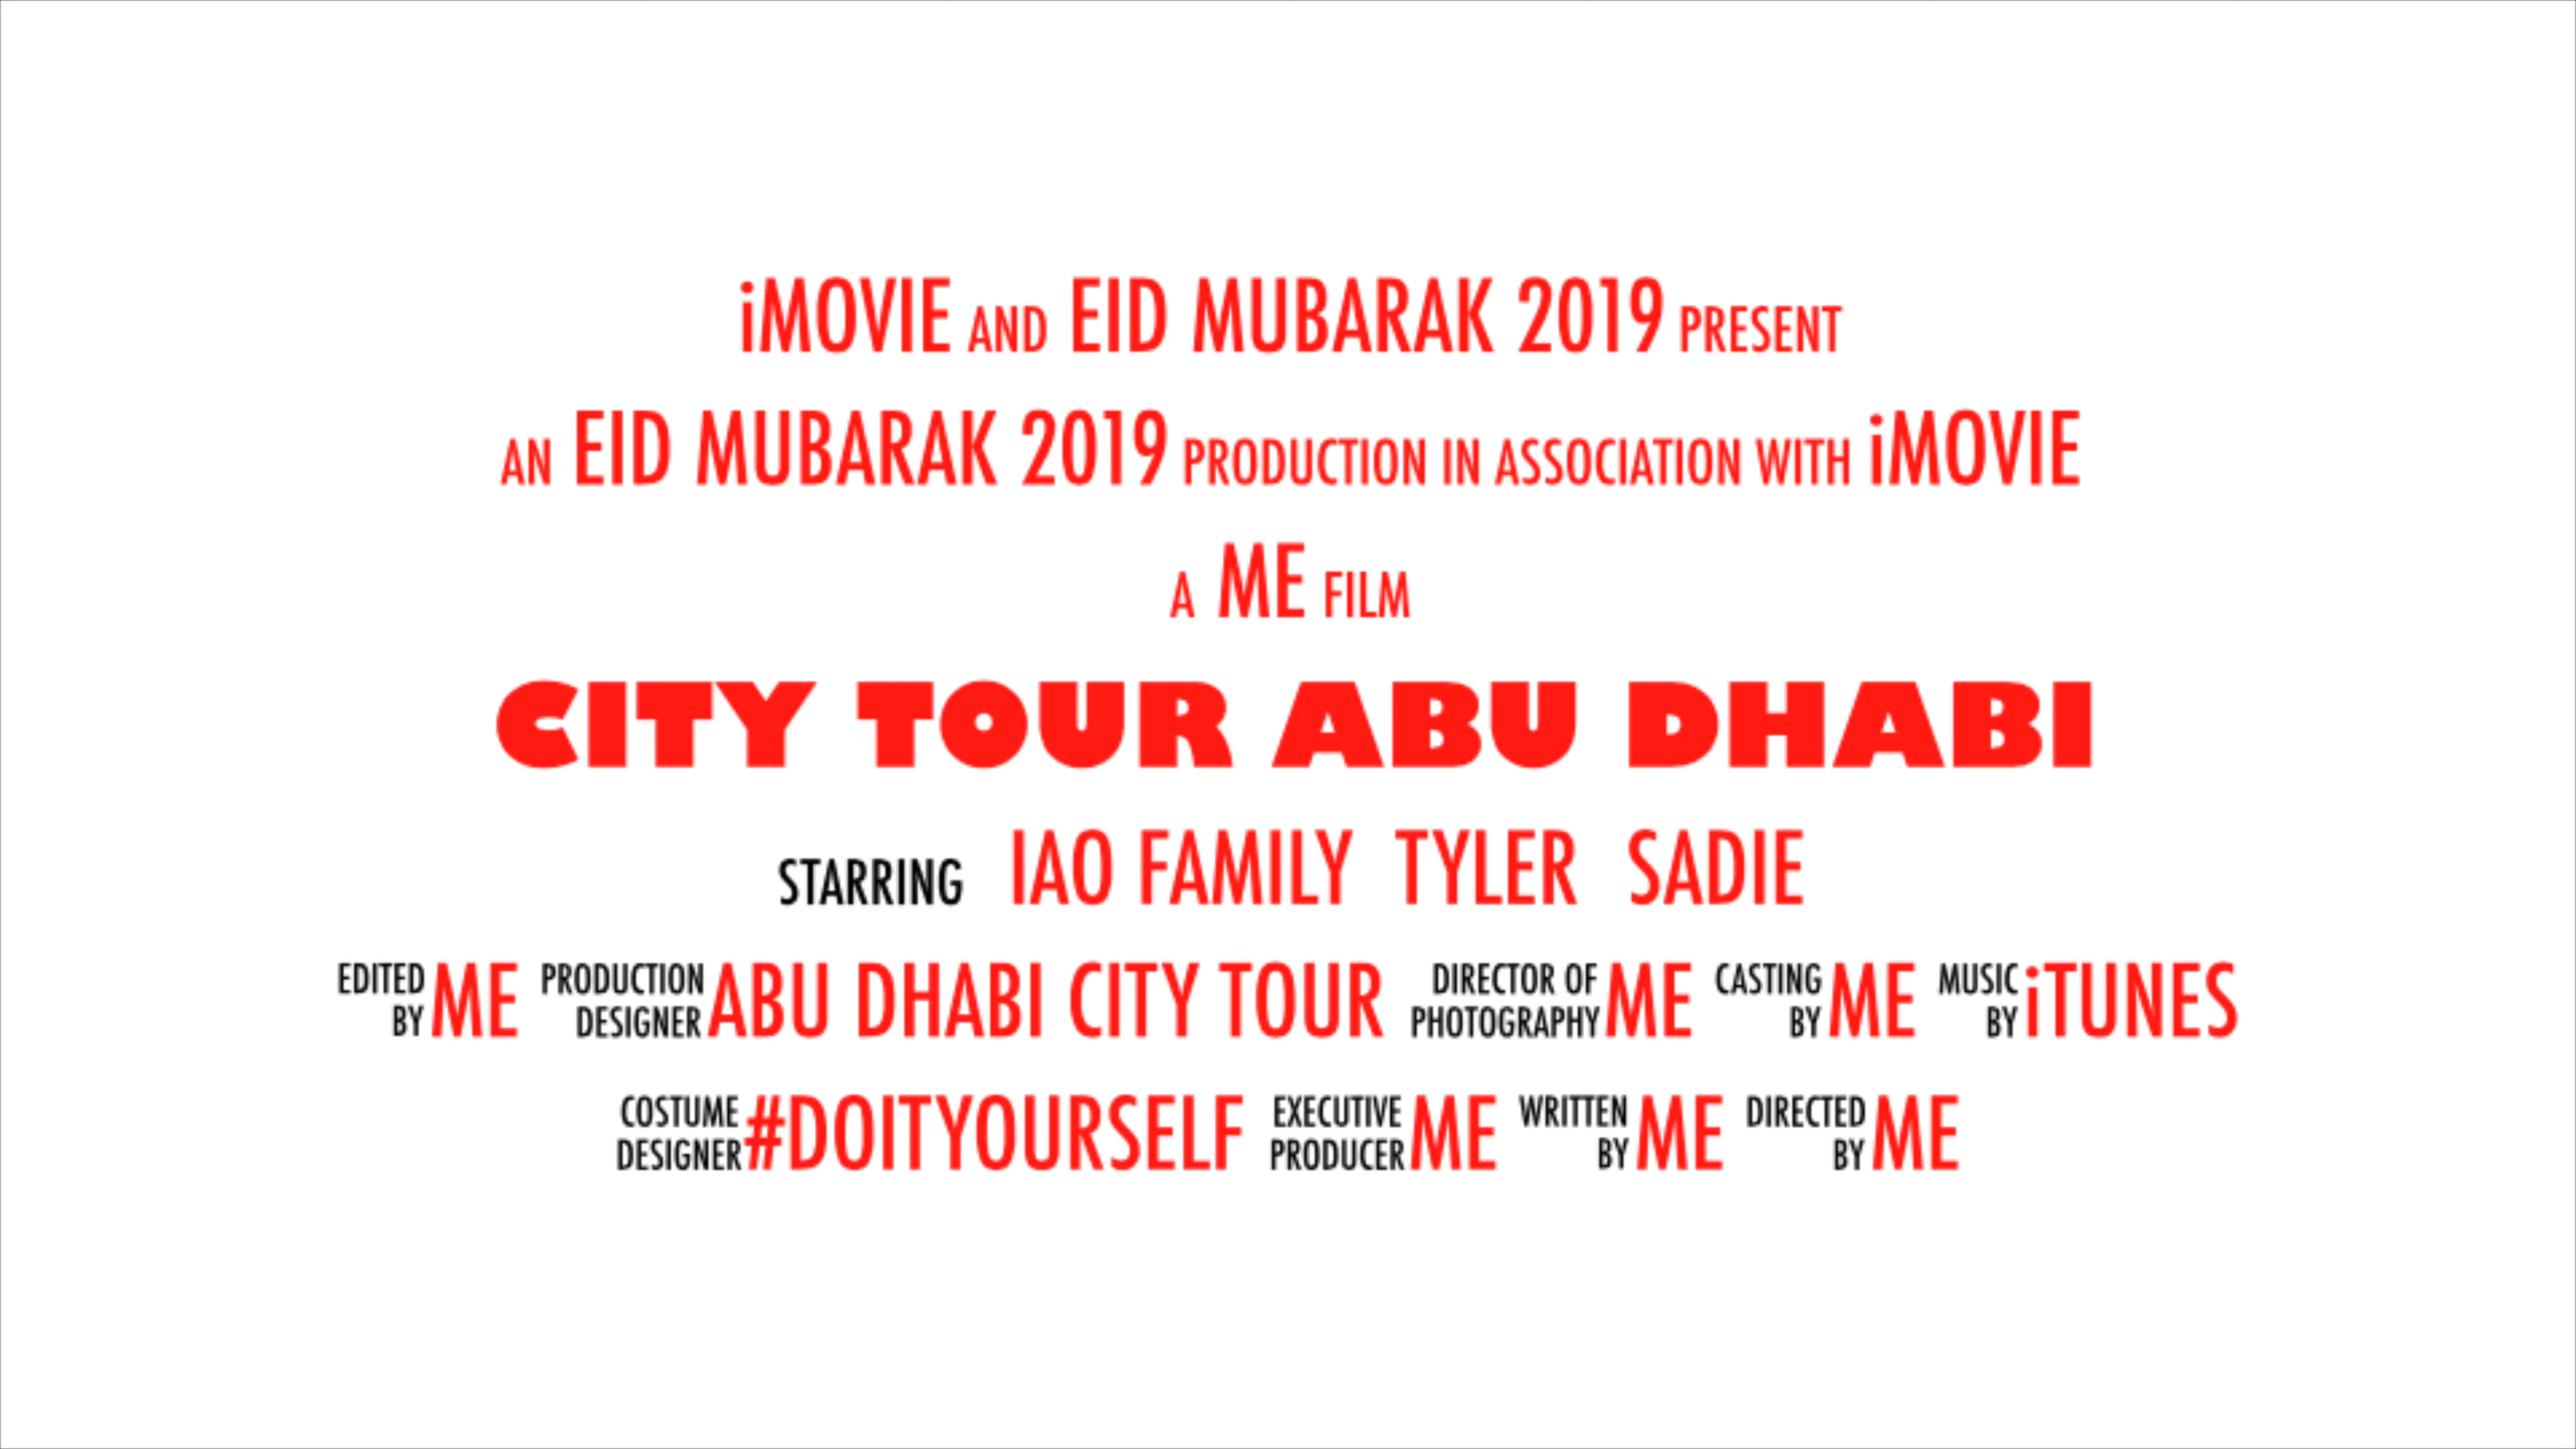 iMOVIE AND EID MUBARAK 2019 PRESENT
AN EID MUBARAK 2019 PRODUCTION IN ASSOCIATION WITH iMOVIE
A ME FILM
CITY TOUR ABU DHABI
STARRING IAO FAMILY TYLER SADIE
EDITED BY ME PRODUCTION DESIGNER ABU DHABI CITY TOUR DIRECTOR OF PHOTOGRAPHY ME CASTING BY ME MUSIC BY iTUNES
COSTUME DESIGNER #DOITYOURSELF EXECUTIVE PRODUCER ME WRITTEN BY ME DIRECTED BY ME